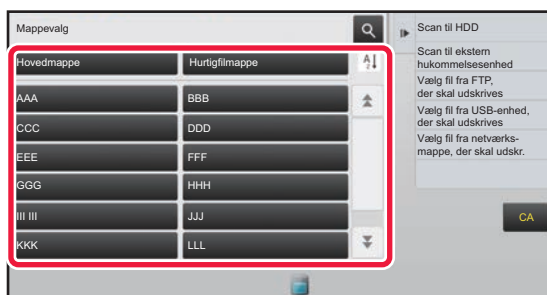 Mappevalg
Hovedmappe
Hurtigfilmappe
AAA
BBB
CCC
DDD
EEE
FFF
GGG
HHH
III III
JJJ
KKK
LLL
Scan til HDD
Scan til ekstern
hukommelsesenhed
Vælg fil fra FTP,
der skal udskrives
Vælg fil fra USB-enhed,
der skal udskrives
Vælg fil fra netværks-
mappe, der skal udskr.
CA